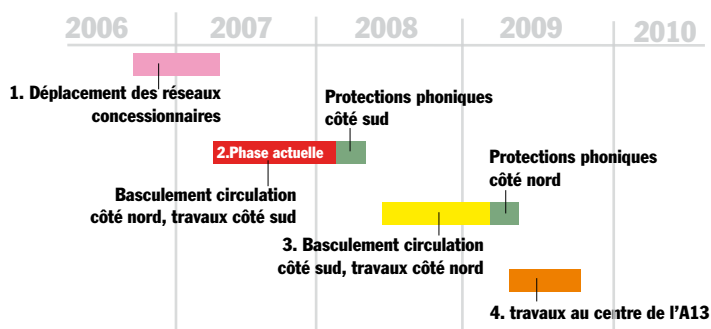 2006 2007 2008 2009 2010
1. Déplacement des réseaux
concessionnaires
Protections phoniques
côté sud
2.Phase actuelle
Basculement circulation
côté nord, travaux côté sud
Protections phoniques
côté nord
3. Basculement circulation
côté sud, travaux côté nord
4. travaux au centre de l'A13